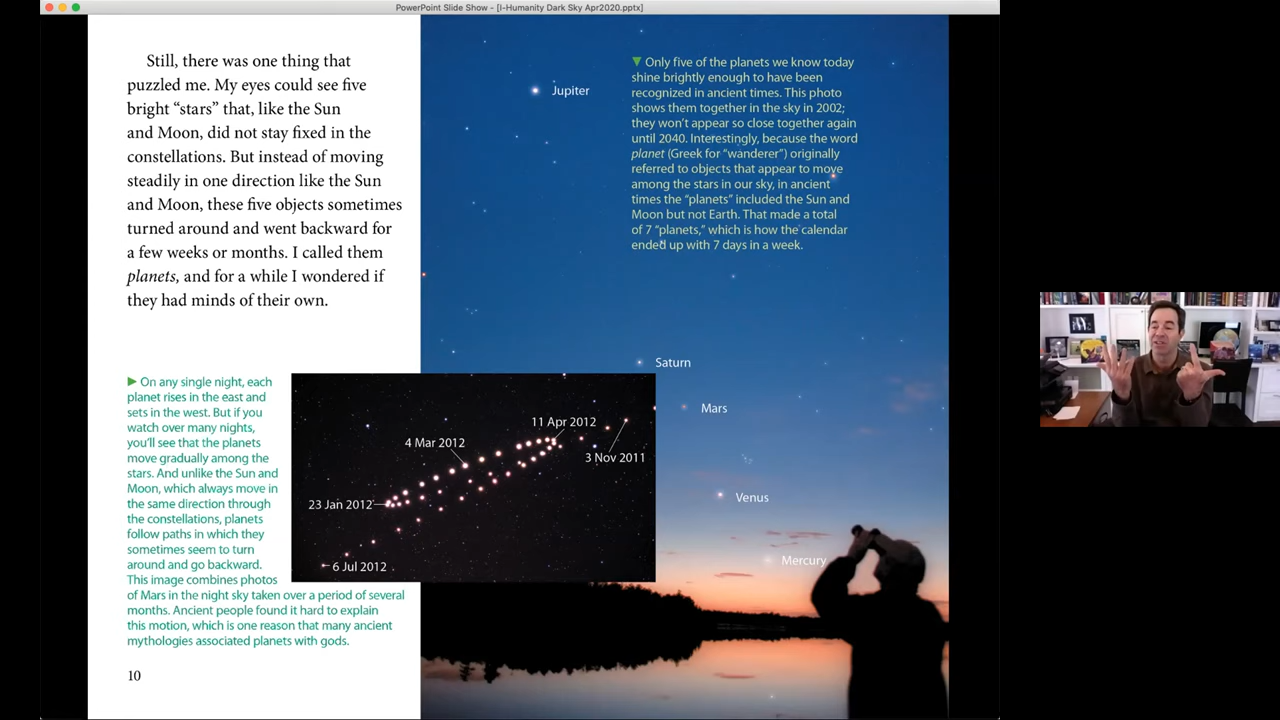 PowerPoint Slide Show - [I-Humanity Dark Sky Apr2020.pptx]
Still, there was one thing that
puzzled me. My eyes could see five
bright “stars” that, like the Sun
and Moon, did not stay fixed in the
constellations. But instead of moving
steadily in one direction like the Sun
and Moon, these five objects sometimes
turned around and went backward for
a few weeks or months. I called them
planets, and for a while I wondered if
they had minds of their own.
▶ On any single night, each
planet rises in the east and
sets in the west. But if you
watch over many nights,
you’ll see that the planets
move gradually among the
stars. And unlike the Sun and
Moon, which always move in
the same direction through
the constellations, planets
follow paths in which they
sometimes seem to turn
around and go backward.
This image combines photos
of Mars in the night sky taken over a period of several
months. Ancient people found it hard to explain
this motion, which is one reason that many ancient
mythologies associated planets with gods.
10
11 Apr 2012
4 Mar 2012
3 Nov 2011
23 Jan 2012
6 Jul 2012
▼ Only five of the planets we know today
shine brightly enough to have been
recognized in ancient times. This photo
shows them together in the sky in 2002;
they won’t appear so close together again
until 2040. Interestingly, because the word
planet (Greek for “wanderer”) originally
referred to objects that appear to move
among the stars in our sky, in ancient
times the “planets” included the Sun and
Moon but not Earth. That made a total
of 7 “planets,” which is how the calendar
ended up with 7 days in a week.
Jupiter
Saturn
Mars
Venus
Mercury